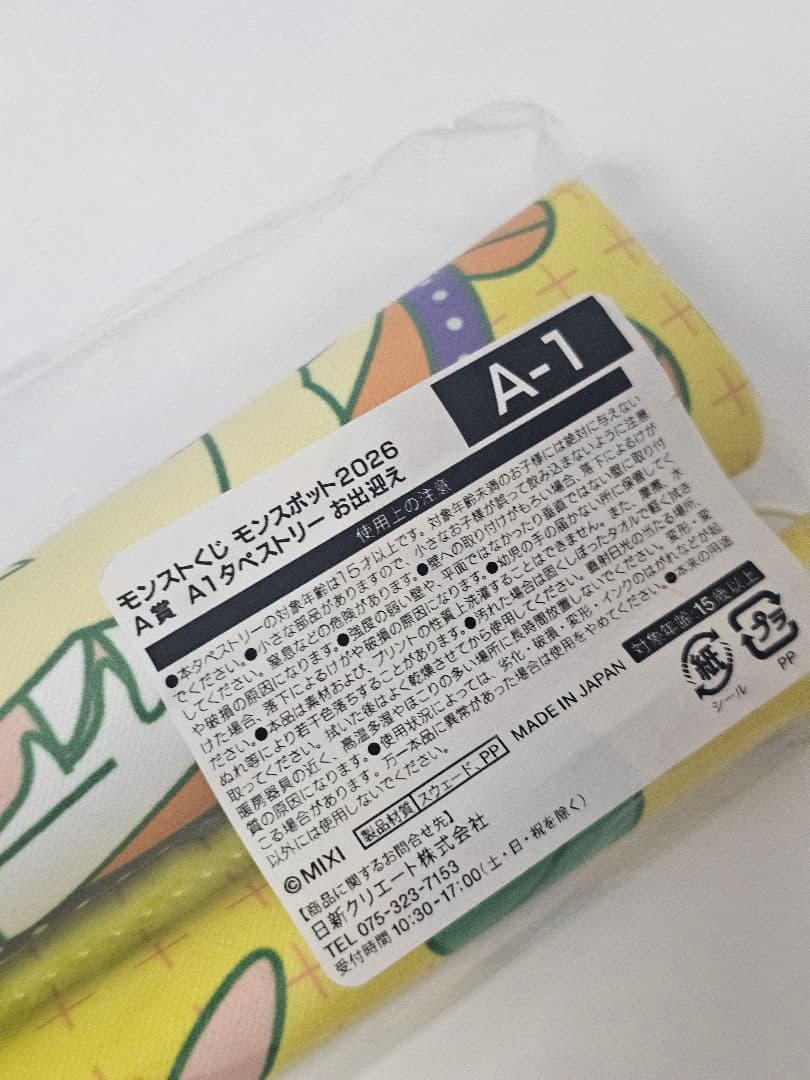 A-1
モンストくじ モンスポット2026
A賞 A1タペストリー お出迎え
使用上の注意
●本タペストリーの対象年齢は15才以上です。対象年齢未満のお子様には絶対に与えない
でください。●小さな部品がありますので、小さなお子様が誤って飲み込まないように注意
してください。窒息などの危険があります。●壁への取り付けがもろい場合、落下によるけが
や破損の原因になります。●強度の弱い壁や、平面ではなかったり垂直ではない壁に取り付
けた場合、落下によるけがや破損の原因になります。●幼児の手の届かない所に保管してく
ださい。●本品は素材および、プリントの性質上洗濯することはできません。また、摩擦、水
ぬれ等により若干色落ちすることがあります。●汚れた場合は固くしぼったタオルで軽く拭き
取ってください。拭いた後はよく乾燥させてから使用してください。直射日光の当たる場所、
暖房器具の近く、高温多湿やほこりの多い場所に長時間放置しないでください。変形・変
質の原因になります。●使用状況によっては、劣化・破損・変形・インクのはがれなどが起
こる場合があります。万一本品に異常があった場合は使用をやめてください。●本来の用途
以外には使用しないでください。
対象年齢:15歳以上
製品材質 スウェード、PP MADE IN JAPAN
紙
シール
プラ
PP
©MIXI
【商品に関するお問合せ先】
日新クリエート株式会社
TEL 075-323-7153
受付時間 10:30-17:00(土・日・祝を除く)